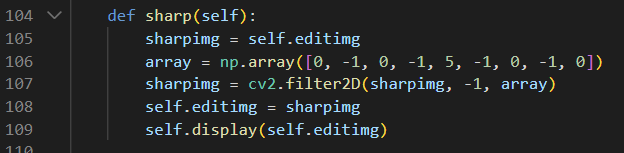 104 def sharp(self):
105 sharpimg = self.editimg
106 array = np.array([0, -1, 0, -1, 5, -1, 0, -1, 0])
107 sharpimg = cv2.filter2D(sharpimg, -1, array)
108 self.editimg = sharpimg
109 self.display(self.editimg)
110